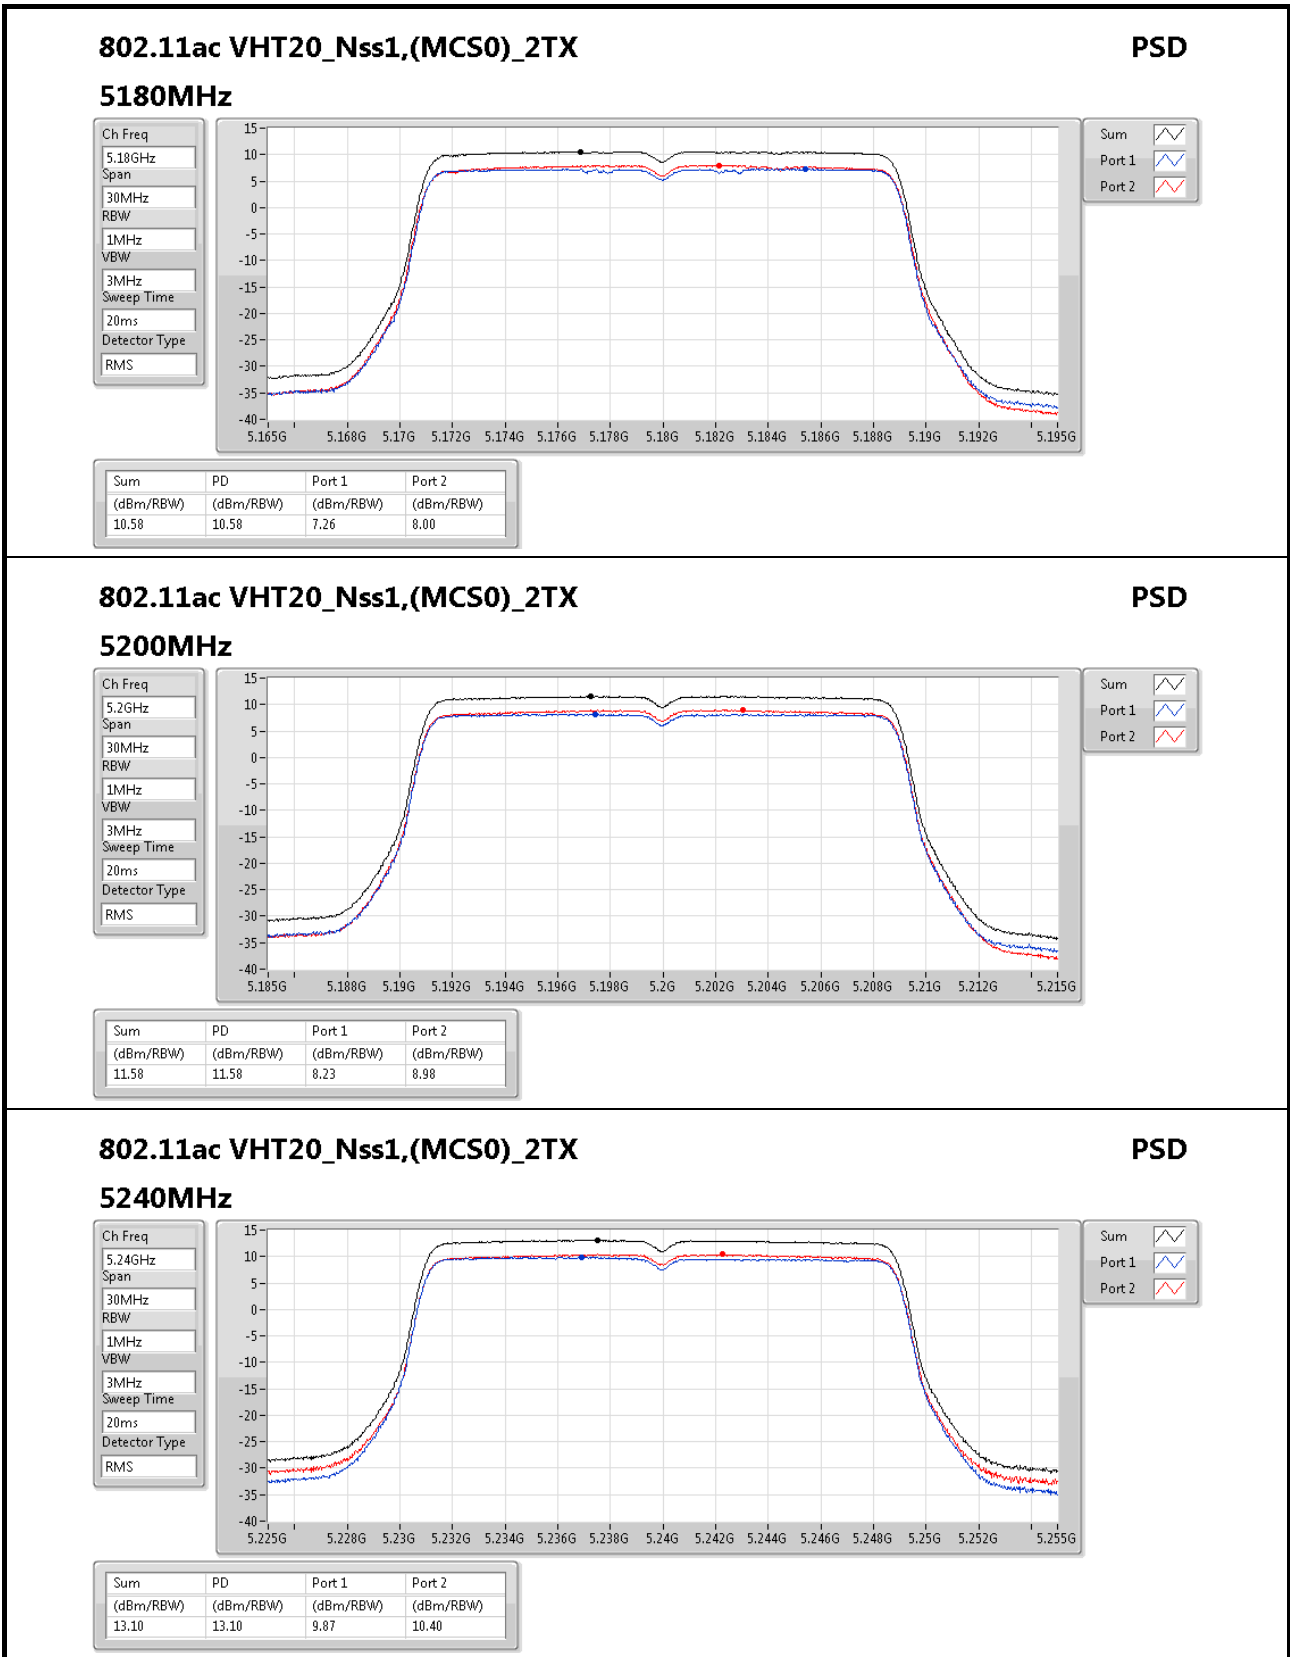 802.11ac VHT20_Nss1,(MCS0)_2TX PSD
5180MHz
Ch Freq
5.18GHz
Span
30MHz
RBW
1MHz
VBW
3MHz
Sweep Time
20ms
Detector Type
RMS
15
10
5
0
-5
-10
-15
-20
-25
-30
-35
-40
5.165G 5.168G 5.17G 5.172G 5.174G 5.176G 5.178G 5.18G 5.182G 5.184G 5.186G 5.188G 5.19G 5.192G 5.195G
Sum
Port 1
Port 2
Sum PD Port 1 Port 2
(dBm/RBW) (dBm/RBW) (dBm/RBW) (dBm/RBW)
10.58 10.58 7.26 8.00
802.11ac VHT20_Nss1,(MCS0)_2TX PSD
5200MHz
Ch Freq
5.2GHz
Span
30MHz
RBW
1MHz
VBW
3MHz
Sweep Time
20ms
Detector Type
RMS
15
10
5
0
-5
-10
-15
-20
-25
-30
-35
-40
5.185G 5.188G 5.19G 5.192G 5.194G 5.196G 5.198G 5.2G 5.202G 5.204G 5.206G 5.208G 5.21G 5.212G 5.215G
Sum
Port 1
Port 2
Sum PD Port 1 Port 2
(dBm/RBW) (dBm/RBW) (dBm/RBW) (dBm/RBW)
11.58 11.58 8.23 8.98
802.11ac VHT20_Nss1,(MCS0)_2TX PSD
5240MHz
Ch Freq
5.24GHz
Span
30MHz
RBW
1MHz
VBW
3MHz
Sweep Time
20ms
Detector Type
RMS
15
10
5
0
-5
-10
-15
-20
-25
-30
-35
-40
5.225G 5.228G 5.23G 5.232G 5.234G 5.236G 5.238G 5.24G 5.242G 5.244G 5.246G 5.248G 5.25G 5.252G 5.255G
Sum
Port 1
Port 2
Sum PD Port 1 Port 2
(dBm/RBW) (dBm/RBW) (dBm/RBW) (dBm/RBW)
13.10 13.10 9.87 10.40